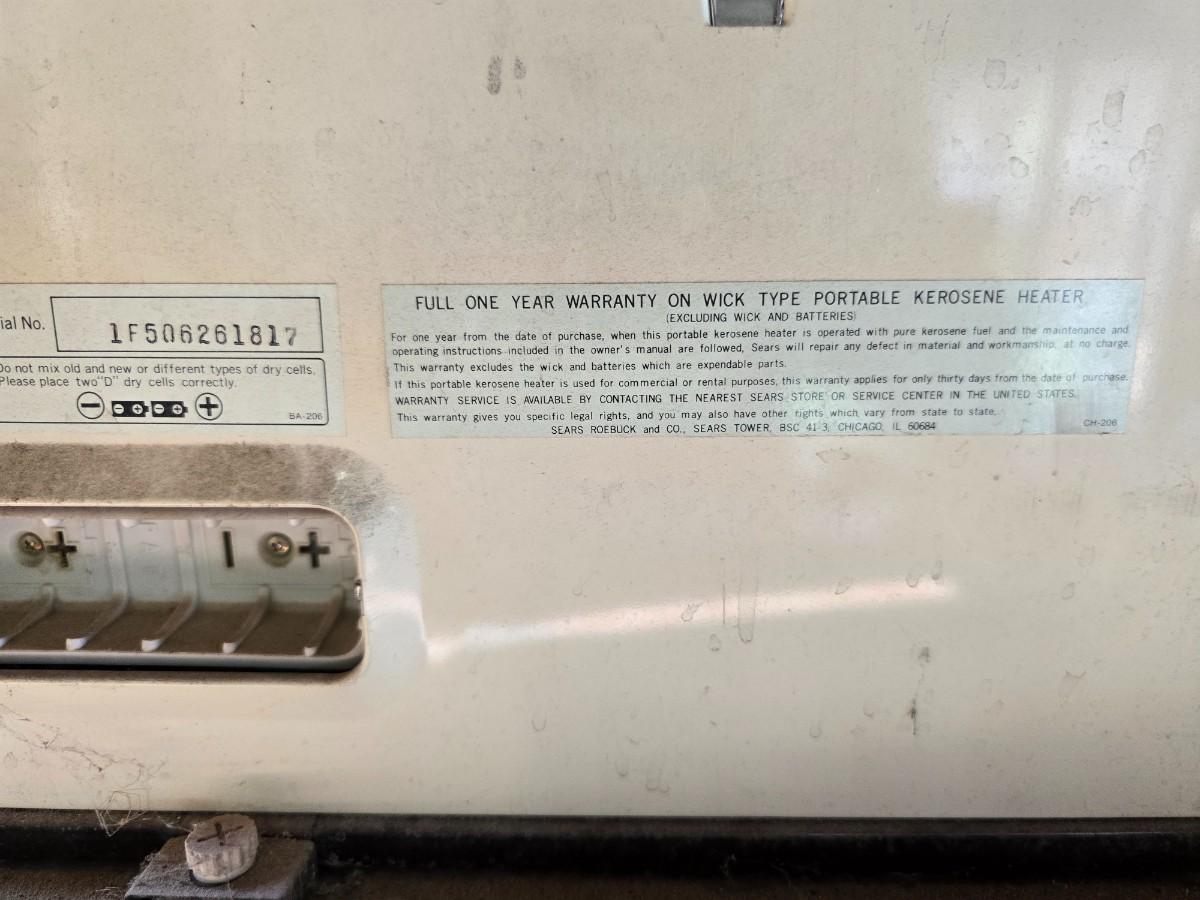 ial No.
1F506261817
Do not mix old and new or different types of dry cells.
Please place two "D" dry cells correctly.
− − + − + +
BA-206
FULL ONE YEAR WARRANTY ON WICK TYPE PORTABLE KEROSENE HEATER
(EXCLUDING WICK AND BATTERIES)
For one year from the date of purchase, when this portable kerosene heater is operated with pure kerosene fuel and the maintenance and
operating instructions included in the owner's manual are followed, Sears will repair any defect in material and workmanship, at no charge.
This warranty excludes the wick and batteries which are expendable parts.
If this portable kerosene heater is used for commercial or rental purposes, this warranty applies for only thirty days from the date of purchase.
WARRANTY SERVICE IS AVAILABLE BY CONTACTING THE NEAREST SEARS STORE OR SERVICE CENTER IN THE UNITED STATES.
This warranty gives you specific legal rights, and you may also have other rights which vary from state to state.
SEARS ROEBUCK and CO., SEARS TOWER, BSC 41-3, CHICAGO, IL 60684
CH-206
+ − +